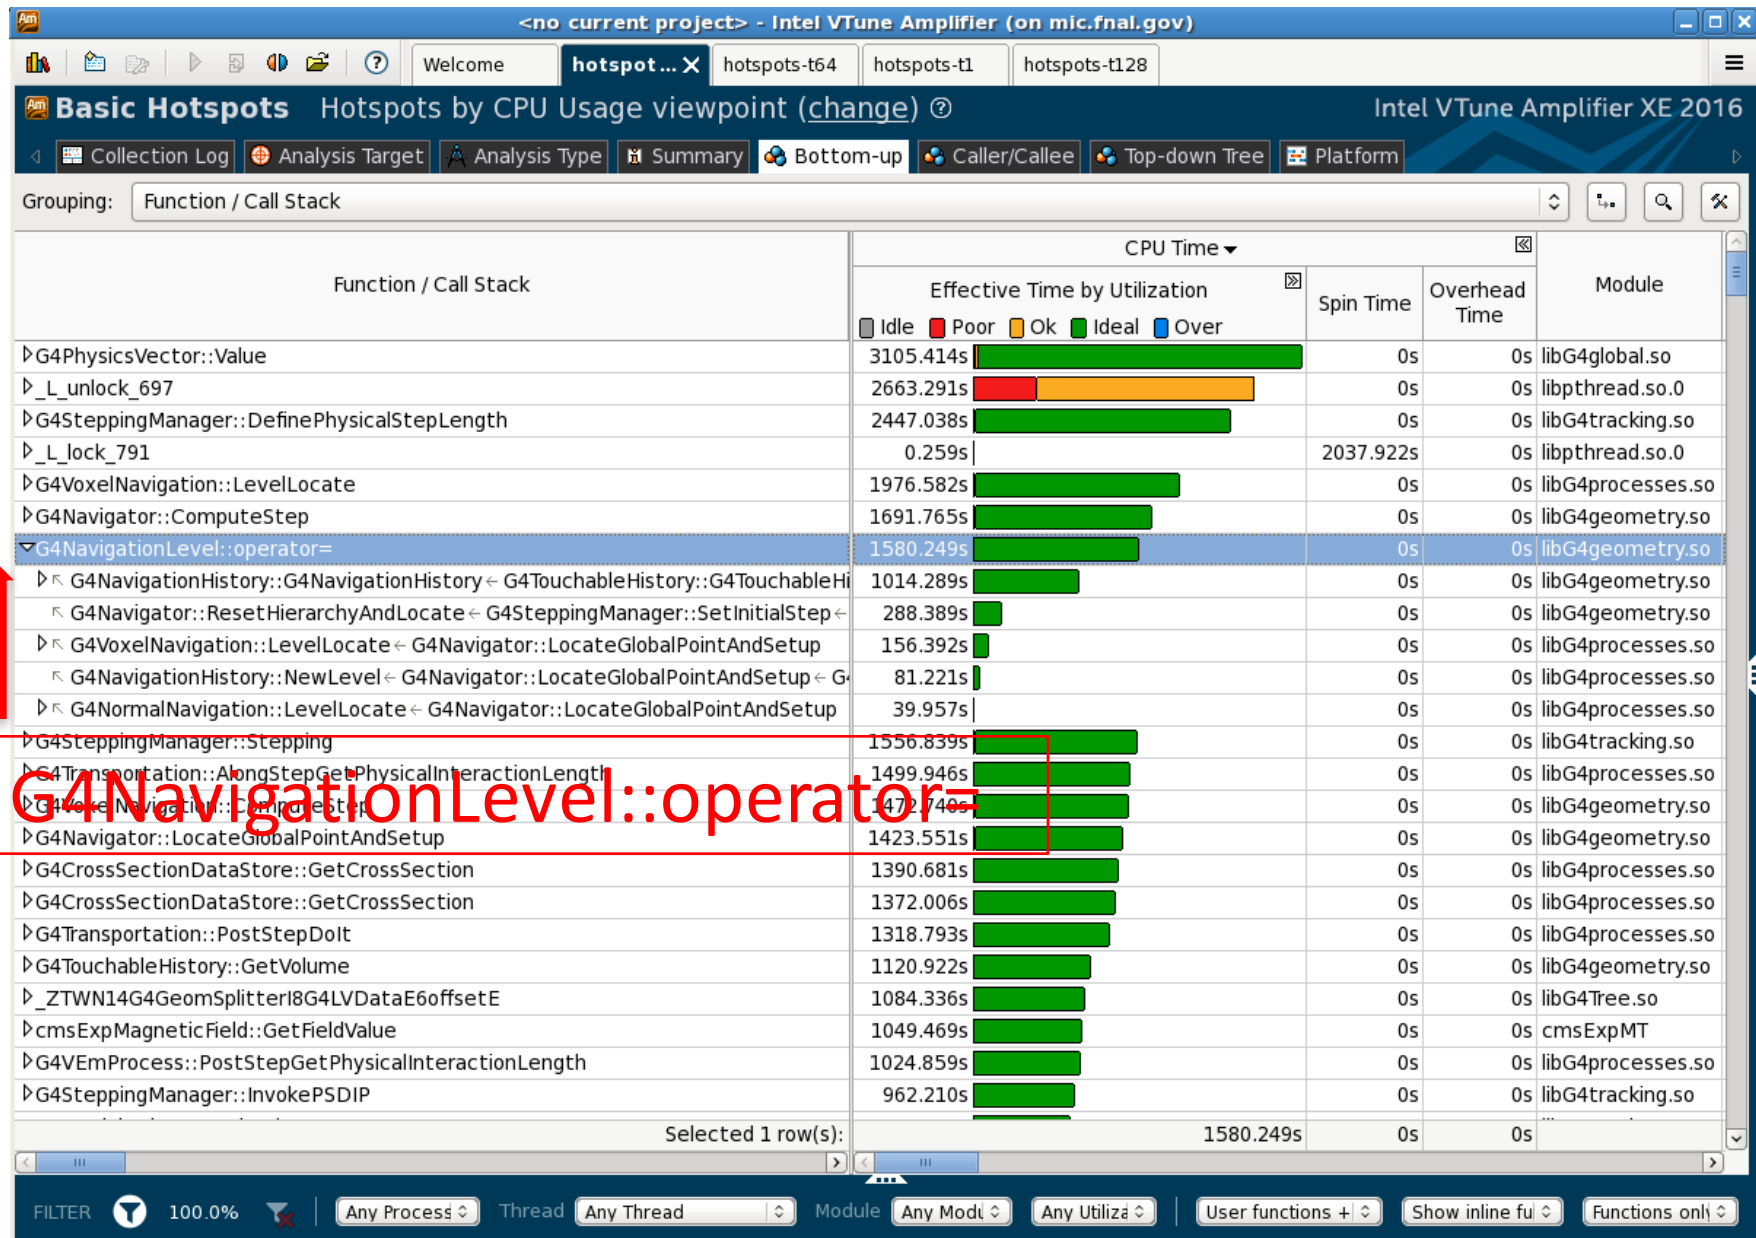 <no current project> - Intel VTune Amplifier (on mic.fnal.gov)
Welcome hotspot... hotspots-t64 hotspots-t1 hotspots-t128
Basic Hotspots Hotspots by CPU Usage viewpoint (change) Intel VTune Amplifier XE 2016
Collection Log Analysis Target Analysis Type Summary Bottom-up Caller/Callee Top-down Tree Platform
Grouping: Function / Call Stack
Function / Call Stack CPU Time Module
Effective Time by Utilization Spin Time Overhead Time
Idle Poor Ok Ideal Over
G4PhysicsVector::Value 3105.414s 0s 0s libG4global.so
_L_unlock_697 2663.291s 0s 0s libpthread.so.0
G4SteppingManager::DefinePhysicalStepLength 2447.038s 0s 0s libG4tracking.so
_L_lock_791 0.259s 2037.922s 0s libpthread.so.0
G4VoxelNavigation::LevelLocate 1976.582s 0s 0s libG4processes.so
G4Navigator::ComputeStep 1691.765s 0s 0s libG4geometry.so
G4NavigationLevel::operator= 1580.249s 0s 0s libG4geometry.so
G4NavigationHistory::G4NavigationHistory ← G4TouchableHistory::G4TouchableHi 1014.289s 0s 0s libG4geometry.so
G4Navigator::ResetHierarchyAndLocate ← G4SteppingManager::SetInitialStep ← 288.389s 0s 0s libG4geometry.so
G4VoxelNavigation::LevelLocate ← G4Navigator::LocateGlobalPointAndSetup 156.392s 0s 0s libG4processes.so
G4NavigationHistory::NewLevel ← G4Navigator::LocateGlobalPointAndSetup ← G4 81.221s 0s 0s libG4processes.so
G4NormalNavigation::LevelLocate ← G4Navigator::LocateGlobalPointAndSetup 39.957s 0s 0s libG4processes.so
G4SteppingManager::Stepping 1556.839s 0s 0s libG4tracking.so
G4Transportation::AlongStepGetPhysicalInteractionLength 1499.946s 0s 0s libG4processes.so
G4NavigationLevel::operator=
G4VoxelNavigation::ComputeStep 1472.740s 0s 0s libG4geometry.so
G4Navigator::LocateGlobalPointAndSetup 1423.551s 0s 0s libG4geometry.so
G4CrossSectionDataStore::GetCrossSection 1390.681s 0s 0s libG4processes.so
G4CrossSectionDataStore::GetCrossSection 1372.006s 0s 0s libG4processes.so
G4Transportation::PostStepDoIt 1318.793s 0s 0s libG4processes.so
G4TouchableHistory::GetVolume 1120.922s 0s 0s libG4geometry.so
_ZTWN14G4GeomSplitterI8G4LVDataE6offsetE 1084.336s 0s 0s libG4Tree.so
cmsExpMagneticField::GetFieldValue 1049.469s 0s 0s cmsExpMT
G4VEmProcess::PostStepGetPhysicalInteractionLength 1024.859s 0s 0s libG4processes.so
G4SteppingManager::InvokePSDIP 962.210s 0s 0s libG4tracking.so
Selected 1 row(s): 1580.249s 0s 0s
FILTER 100.0% Any Process Thread Any Thread Module Any Modu Any Utiliza User functions + Show inline fu Functions only